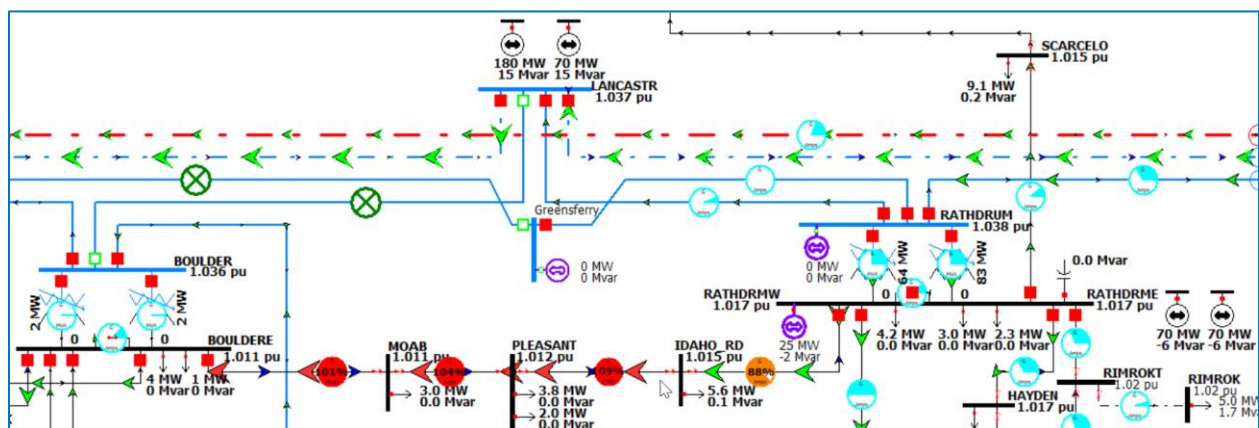 180 MW
15 Mvar
70 MW
15 Mvar
LANCASTR
1.037 pu
SCARCELO
1.015 pu
9.1 MW
0.2 Mvar
Greensferry
0 MW
0 Mvar
RATHDRUM
1.038 pu
0 MW
0 Mvar
64 MW
83 MW
BOULDER
1.036 pu
2 MW
2 MW
0
0
BOULDERE
1.011 pu
4 MW
0 Mvar
1 MW
0 Mvar
101%
MOAB
1.011 pu
3.0 MW
0.0 Mvar
104%
PLEASANT
1.012 pu
3.8 MW
0.0 Mvar
2.0 MW
0.0 Mvar
09%
IDAHO_RD
1.015 pu
5.6 MW
0.1 Mvar
88%
RATHDRMW
1.017 pu
0
0
25 MW
-2 Mvar
4.2 MW
0.0 Mvar
3.0 MW
0.0 Mvar
2.3 MW
0.0 Mvar
0.0 Mvar
RATHDRME
1.017 pu
70 MW
-6 Mvar
70 MW
-6 Mvar
HAYDEN
1.017 pu
RIMROKT
1.02 pu
RIMROK
1.02 pu
5.0 MW
1.7 Mva